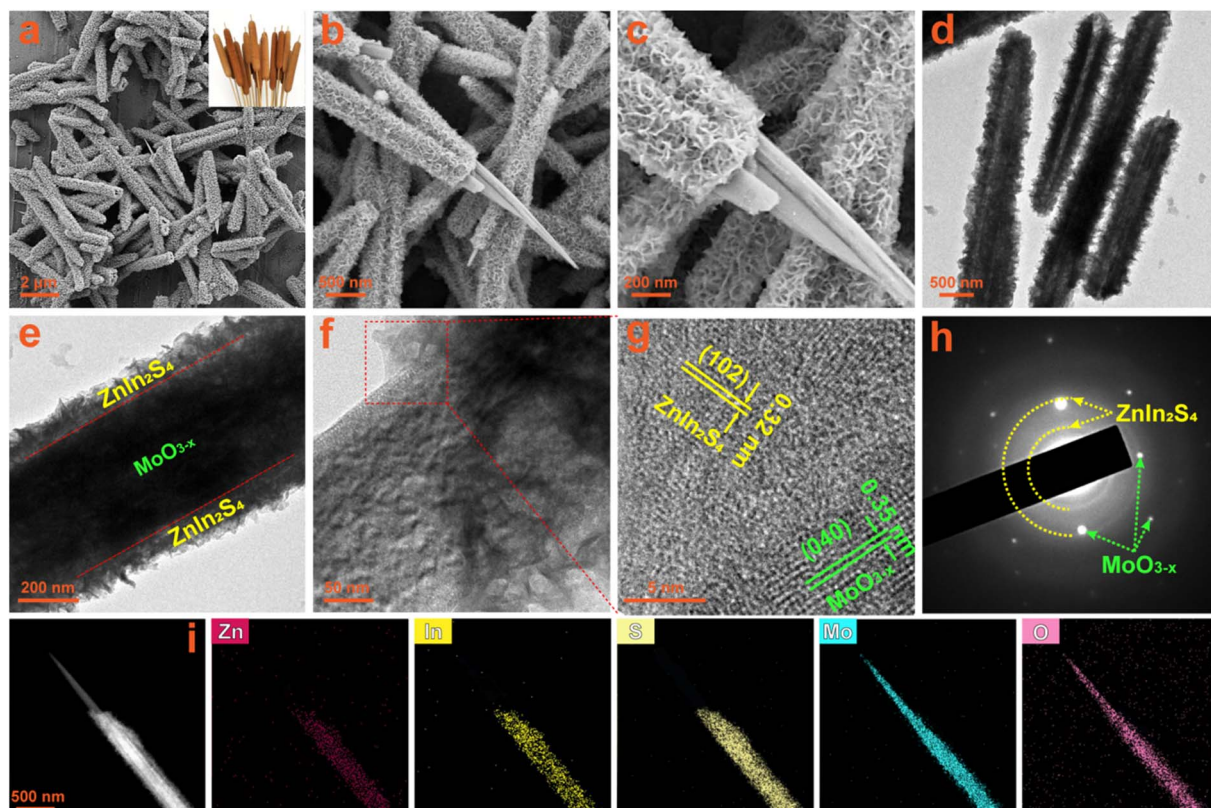 a
b
c
d
2 μm
500 nm
200 nm
500 nm
e
ZnIn₂S₄
MoO₃₋ₓ
ZnIn₂S₄
200 nm
f
50 nm
g
(102)
0.32 nm
ZnIn₂S₄
(040)
0.35 nm
MoO₃₋ₓ
5 nm
h
ZnIn₂S₄
MoO₃₋ₓ
i
Zn
In
S
Mo
O
500 nm